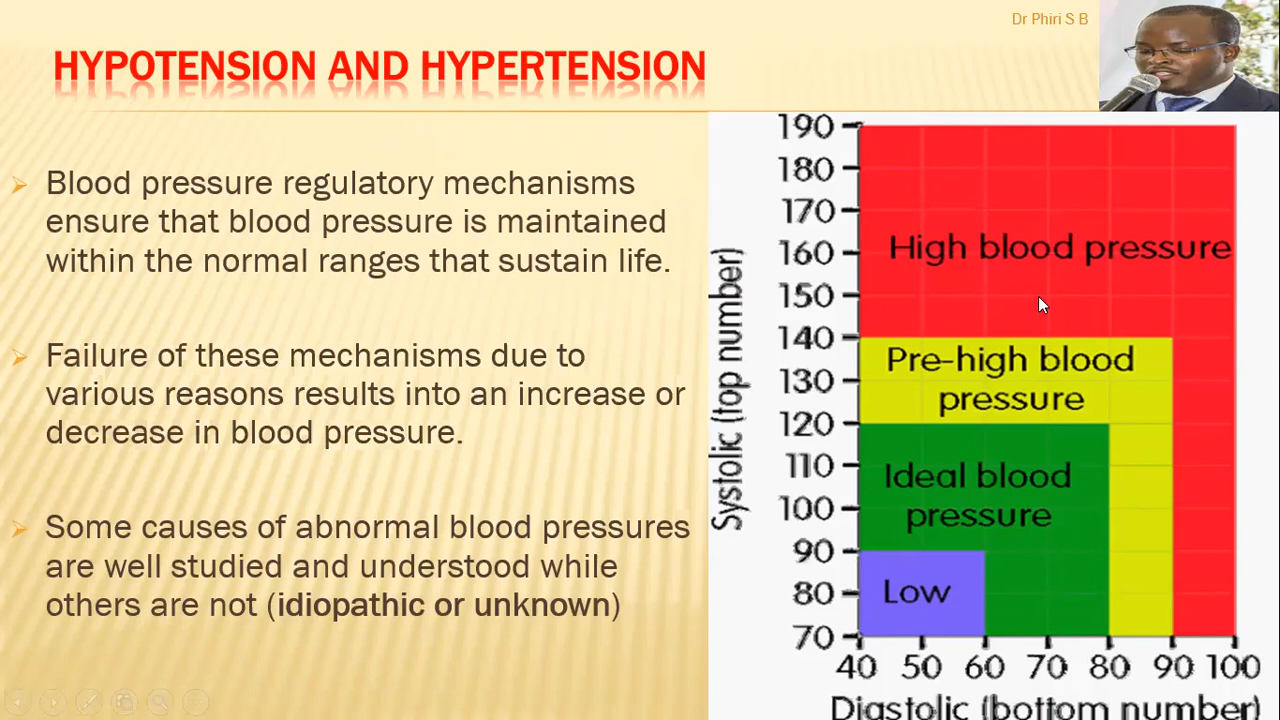 Dr Phiri S B
HYPOTENSION AND HYPERTENSION
Blood pressure regulatory mechanisms
ensure that blood pressure is maintained
within the normal ranges that sustain life.
Failure of these mechanisms due to
various reasons results into an increase or
decrease in blood pressure.
Some causes of abnormal blood pressures
are well studied and understood while
others are not (idiopathic or unknown)
Systolic (top number)
190
180
170
160
150
140
130
120
110
100
90
80
70
High blood pressure
Pre-high blood
pressure
Ideal blood
pressure
Low
40 50 60 70 80 90 100
Diastolic (bottom number)